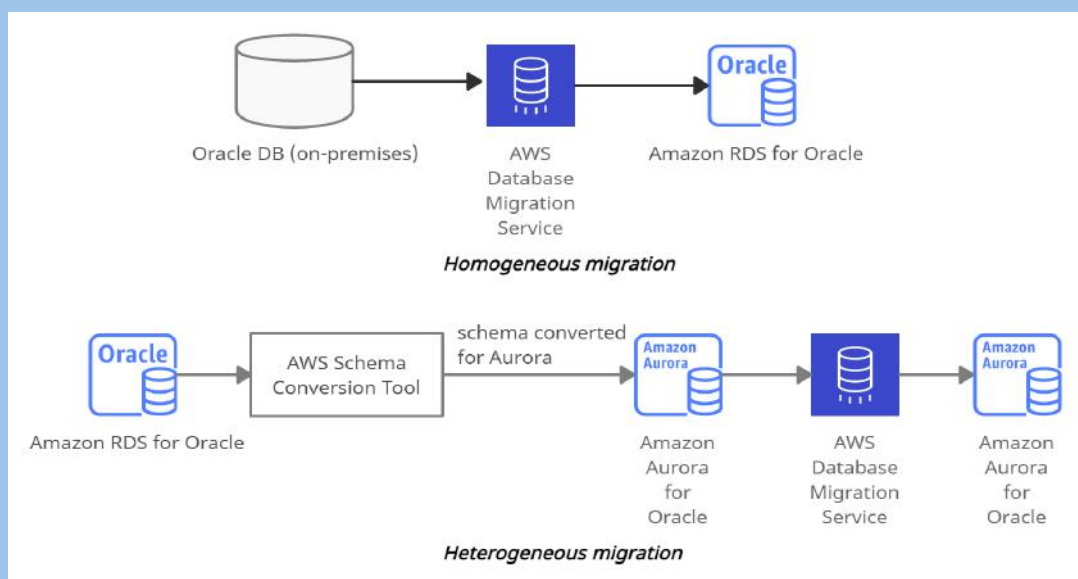 Oracle
Oracle DB (on-premises)
AWS
Database
Migration
Service
Amazon RDS for Oracle
Homogeneous migration
Oracle
Amazon RDS for Oracle
AWS Schema
Conversion Tool
schema converted
for Aurora
Amazon
Aurora
Amazon
Aurora
for
Oracle
AWS
Database
Migration
Service
Amazon
Aurora
Amazon
Aurora
for
Oracle
Heterogeneous migration